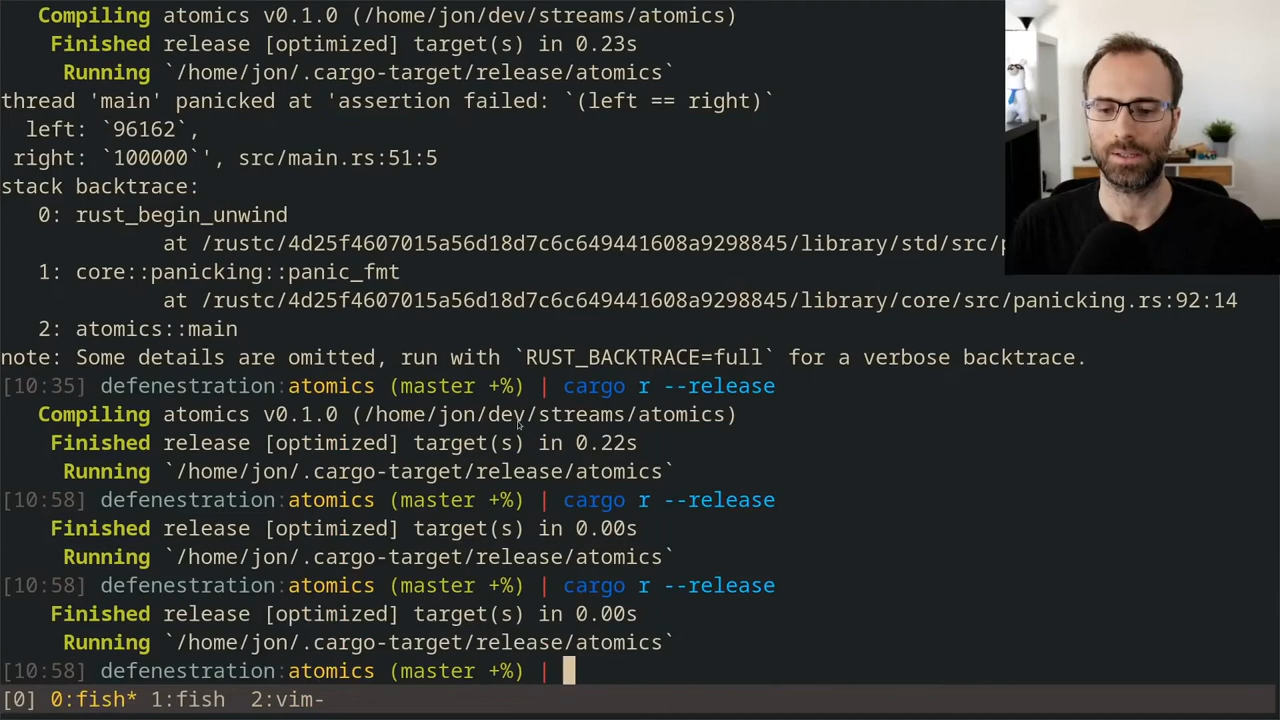 Compiling atomics v0.1.0 (/home/jon/dev/streams/atomics)
Finished release [optimized] target(s) in 0.23s
Running `/home/jon/.cargo-target/release/atomics`
thread 'main' panicked at 'assertion failed: `(left == right)`
left: `96162`,
right: `100000`', src/main.rs:51:5
stack backtrace:
0: rust_begin_unwind
at /rustc/4d25f4607015a56d18d7c6c649441608a9298845/library/std/src/
1: core::panicking::panic_fmt
at /rustc/4d25f4607015a56d18d7c6c649441608a9298845/library/core/src/panicking.rs:92:14
2: atomics::main
note: Some details are omitted, run with `RUST_BACKTRACE=full` for a verbose backtrace.
[10:35] defenestration:atomics (master +%) | cargo r --release
Compiling atomics v0.1.0 (/home/jon/dev/streams/atomics)
Finished release [optimized] target(s) in 0.22s
Running `/home/jon/.cargo-target/release/atomics`
[10:58] defenestration:atomics (master +%) | cargo r --release
Finished release [optimized] target(s) in 0.00s
Running `/home/jon/.cargo-target/release/atomics`
[10:58] defenestration:atomics (master +%) | cargo r --release
Finished release [optimized] target(s) in 0.00s
Running `/home/jon/.cargo-target/release/atomics`
[10:58] defenestration:atomics (master +%) |
[0] 0:fish* 1:fish 2:vim-